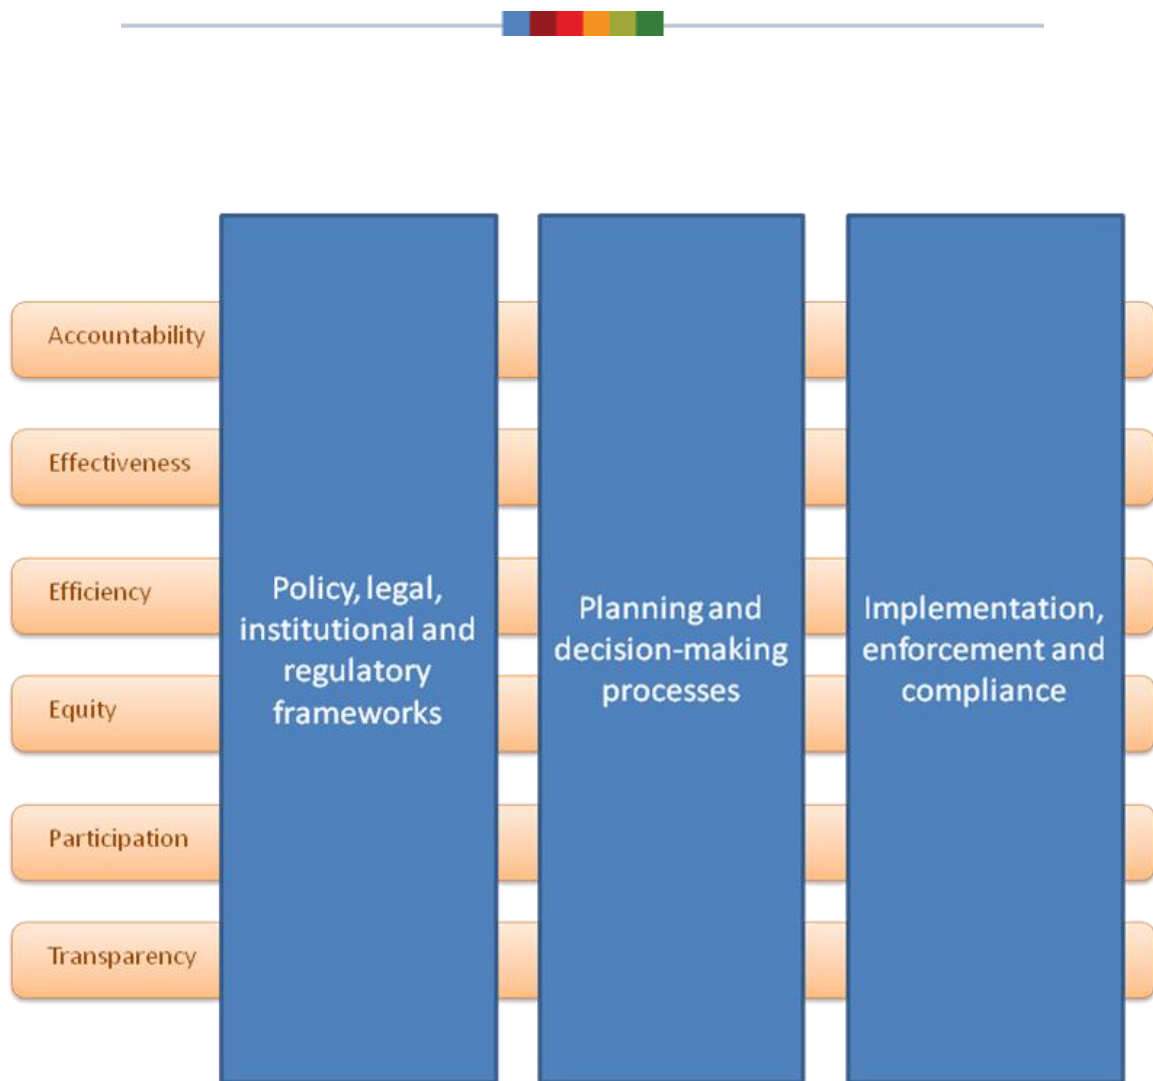 Accountability
Effectiveness
Efficiency
Equity
Participation
Transparency
Policy, legal,
institutional and
regulatory
frameworks
Planning and
decision-making
processes
Implementation,
enforcement and
compliance